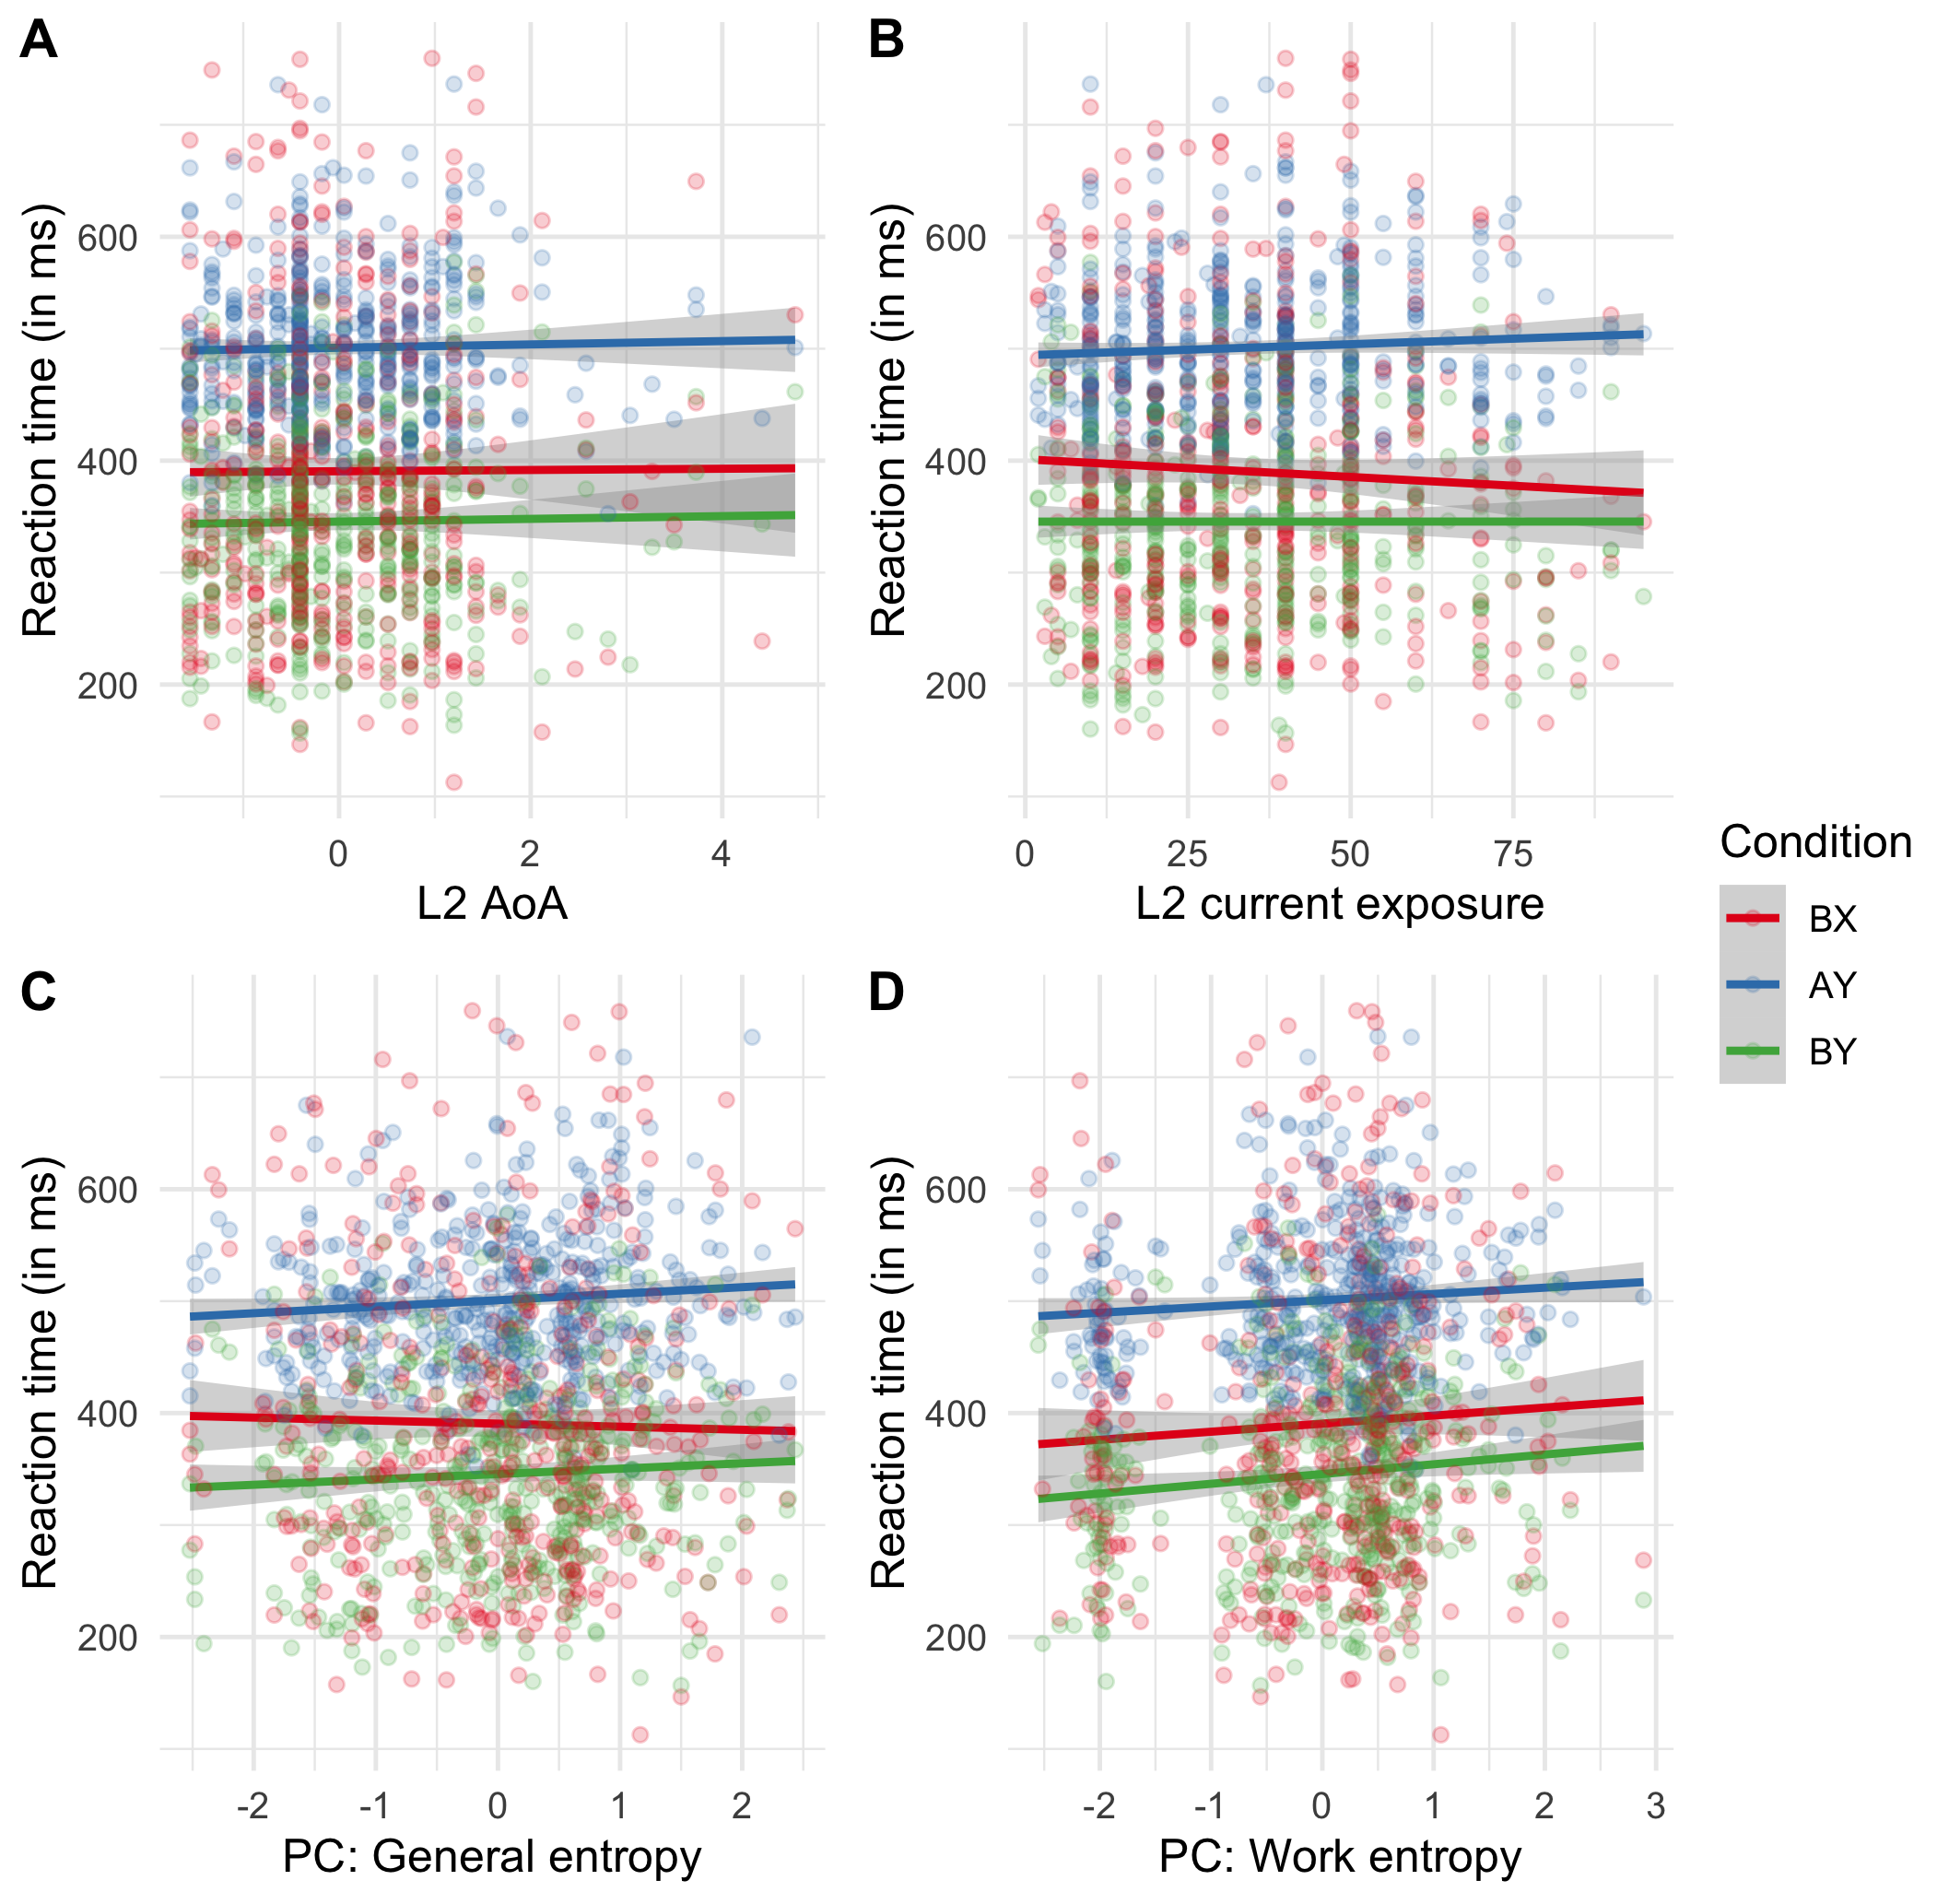 A
B
Reaction time (in ms)
600
400
200
0
2
4
L2 AoA
Reaction time (in ms)
600
400
200
0
25
50
75
L2 current exposure
Condition
BX
AY
BY
C
D
Reaction time (in ms)
600
400
200
-2
-1
0
1
2
PC: General entropy
Reaction time (in ms)
600
400
200
-2
-1
0
1
2
3
PC: Work entropy